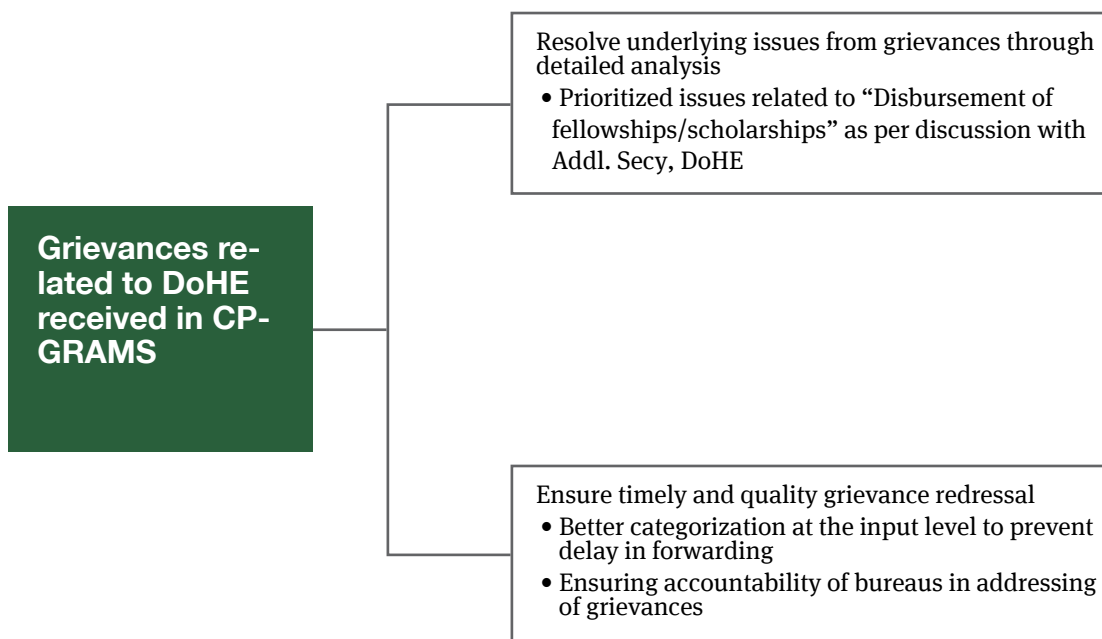 Resolve underlying issues from grievances through
detailed analysis
• Prioritized issues related to “Disbursement of
fellowships/scholarships” as per discussion with
Addl. Secy, DoHE
Grievances re-
lated to DoHE
received in CP-
GRAMS
Ensure timely and quality grievance redressal
• Better categorization at the input level to prevent
delay in forwarding
• Ensuring accountability of bureaus in addressing
of grievances